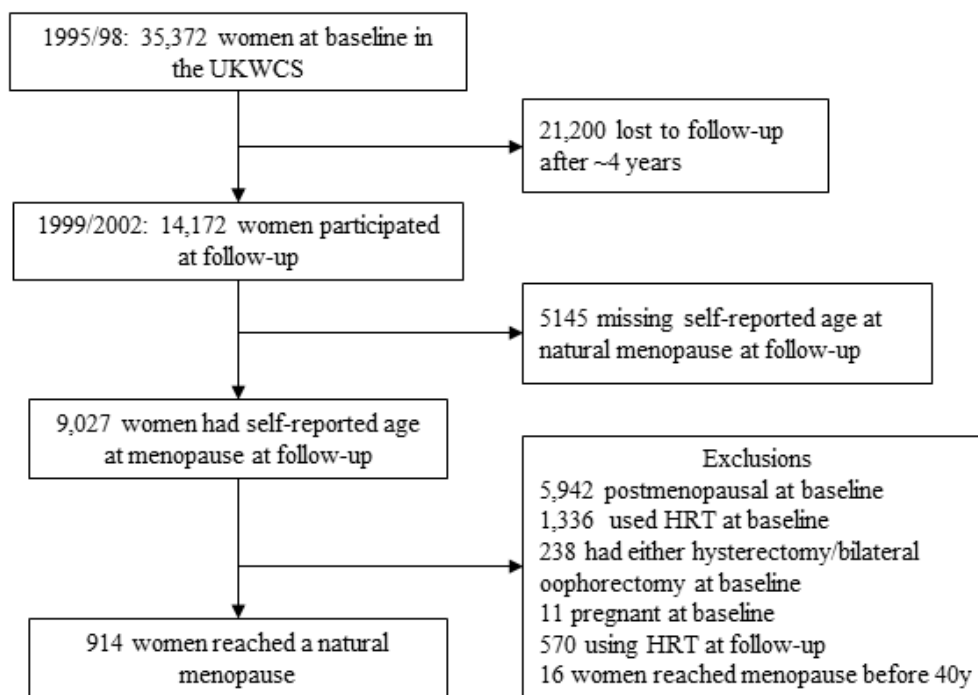 1995/98: 35,372 women at baseline in
the UKWCS
21,200 lost to follow-up
after ~4 years
1999/2002: 14,172 women participated
at follow-up
5145 missing self-reported age at
natural menopause at follow-up
9,027 women had self-reported age
at menopause at follow-up
Exclusions
5,942 postmenopausal at baseline
1,336 used HRT at baseline
238 had either hysterectomy/bilateral
oophorectomy at baseline
11 pregnant at baseline
570 using HRT at follow-up
16 women reached menopause before 40y
914 women reached a natural
menopause